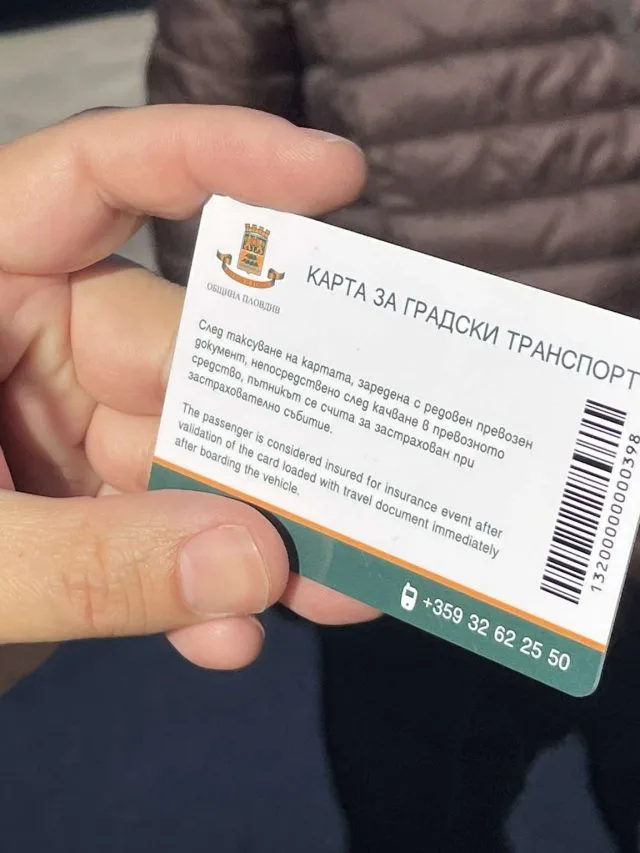 ОБЩИНА ПЛОВДИВ
КАРТА ЗА ГРАДСКИ ТРАНСПОРТ
След таксуване на картата, заредена с редовен превозен
документ, непосредствено след качване в превозното
средство, пътникът се счита за застрахован при
застрахователно събитие.
The passenger is considered insured for insurance event after
validation of the card loaded with travel document immediately
after boarding the vehicle.
+359 32 62 25 50